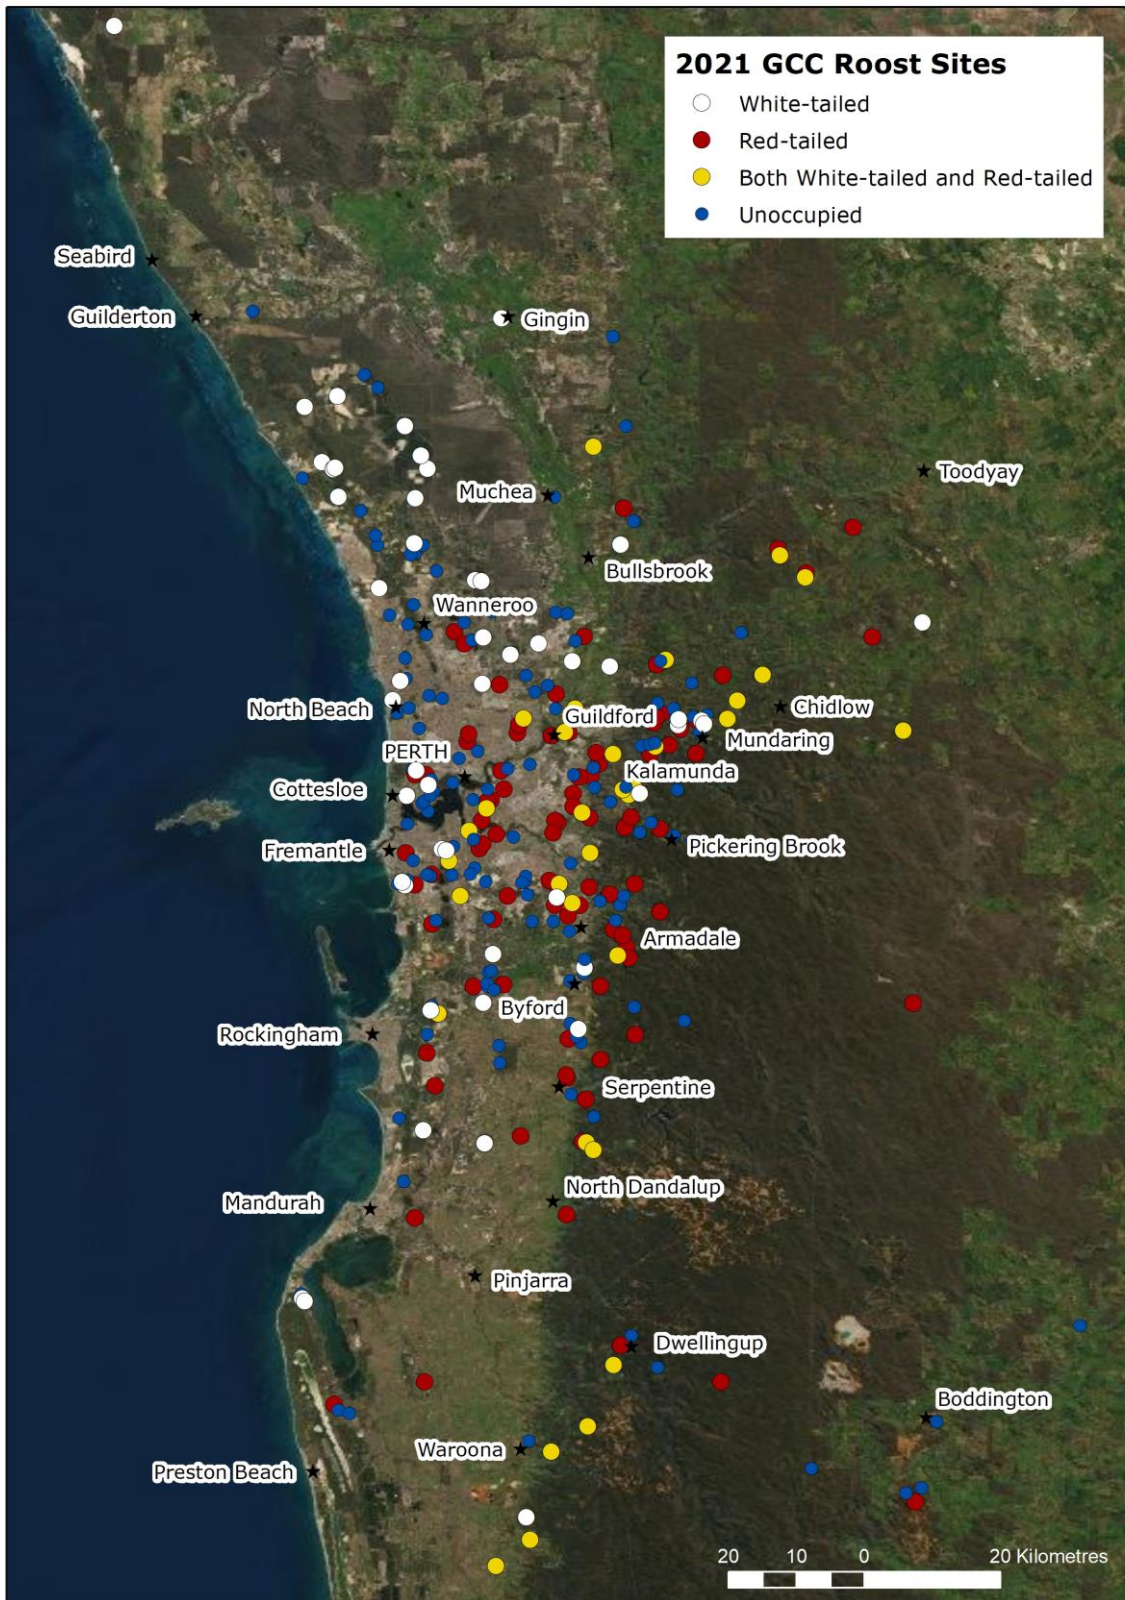 2021 GCC Roost Sites
White-tailed
Red-tailed
Both White-tailed and Red-tailed
Unoccupied
Seabird
Guilderton
Gingin
Toodyay
Muchea
Bullsbrook
Wanneroo
North Beach
Guildford
Chidlow
Mundaring
PERTH
Kalamunda
Cottesloe
Fremantle
Pickering Brook
Armadale
Byford
Rockingham
Serpentine
North Dandalup
Mandurah
Pinjarra
Dwellingup
Boddington
Waroona
Preston Beach
20 10 0 20 Kilometres